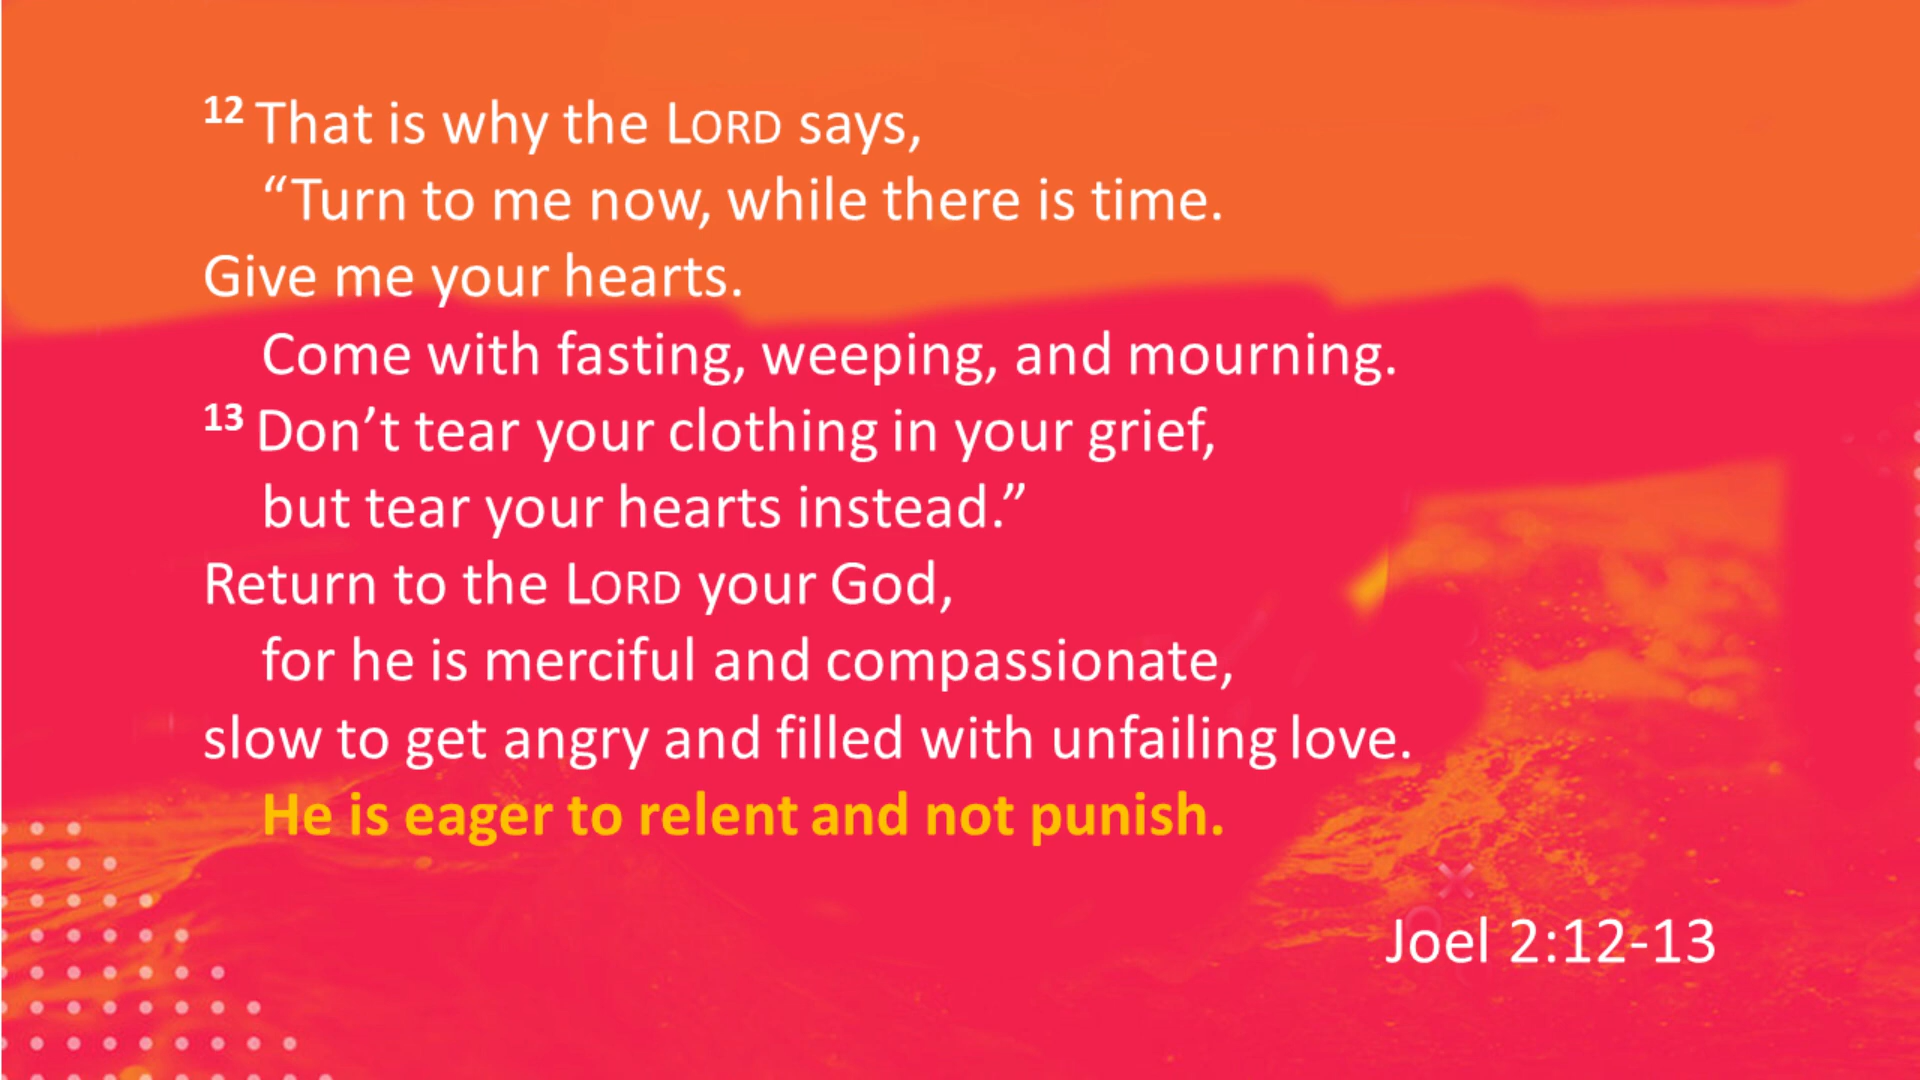 12 That is why the LORD says,
“Turn to me now, while there is time.
Give me your hearts.
Come with fasting, weeping, and mourning.
13 Don’t tear your clothing in your grief,
but tear your hearts instead.”
Return to the LORD your God,
for he is merciful and compassionate,
slow to get angry and filled with unfailing love.
He is eager to relent and not punish.
Joel 2:12-13